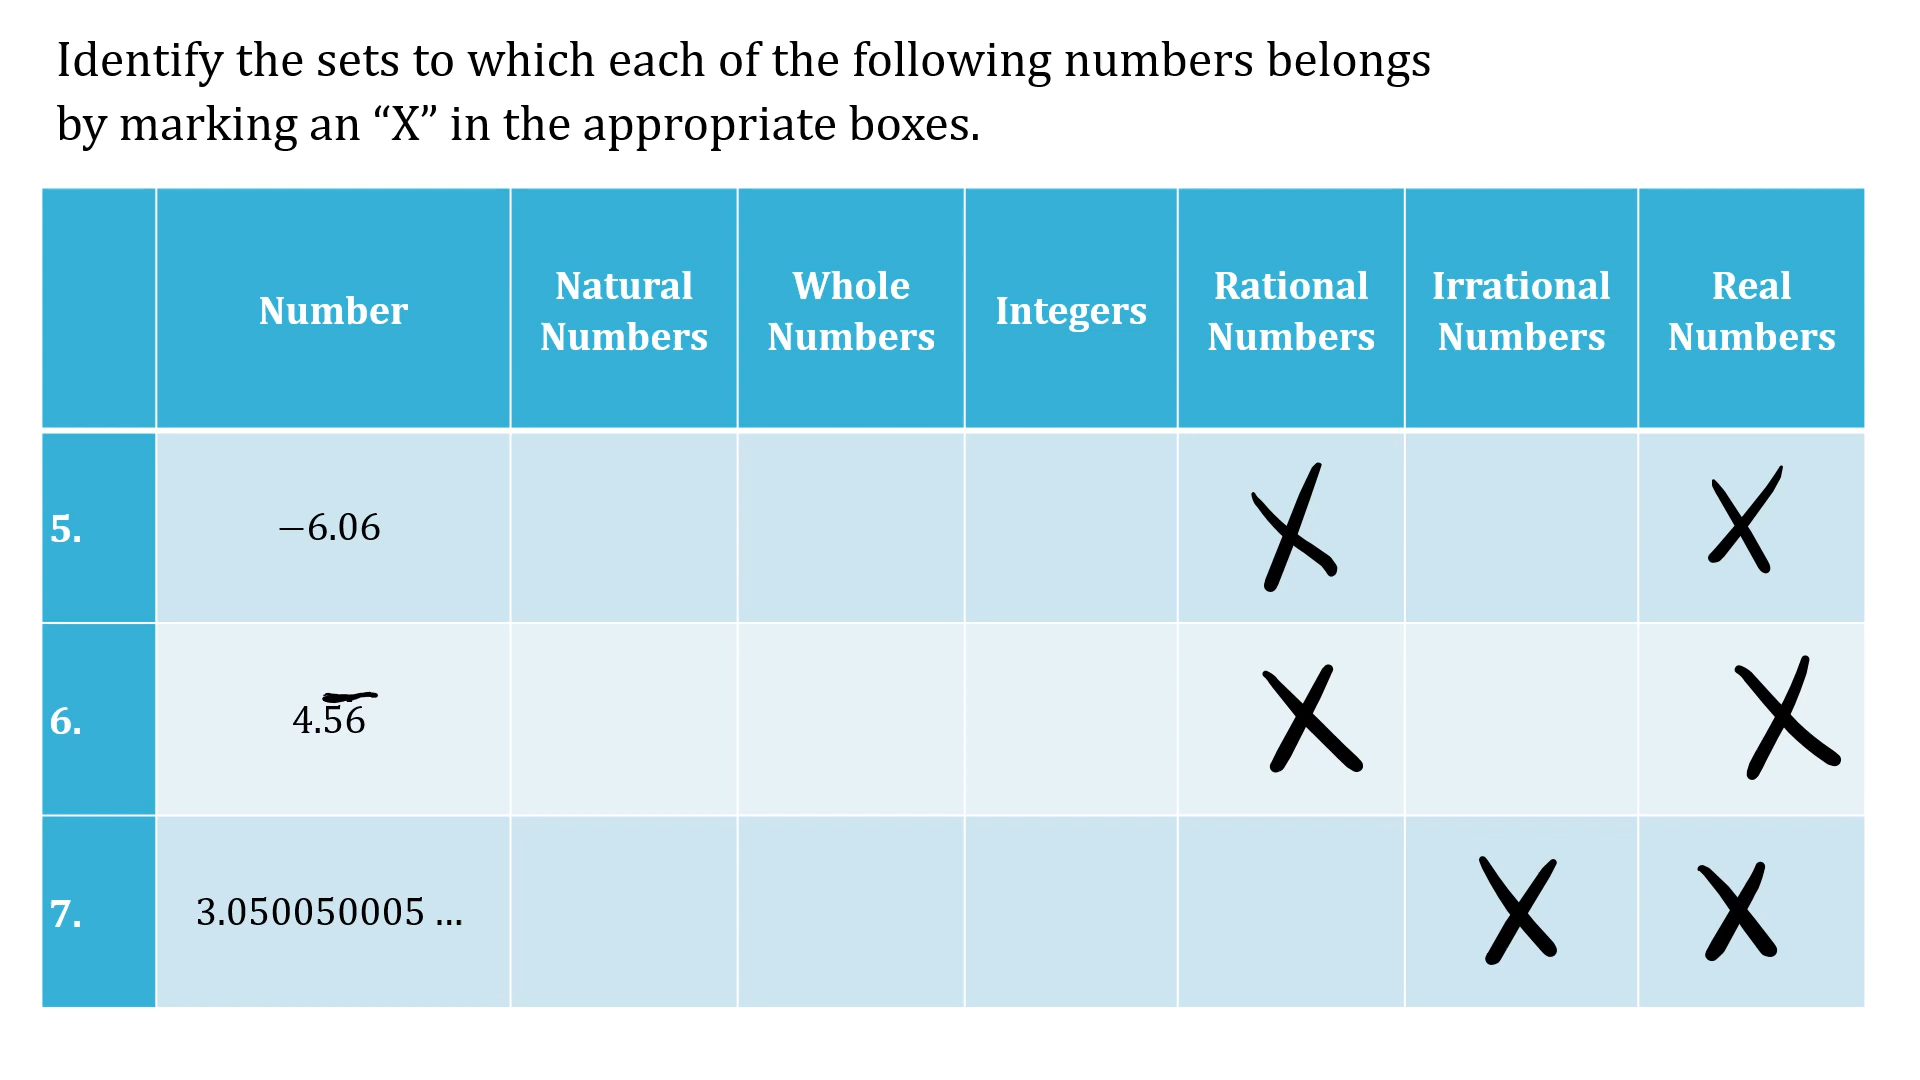 Identify the sets to which each of the following numbers belongs
by marking an “X” in the appropriate boxes.
Number Natural Numbers Whole Numbers Integers Rational Numbers Irrational Numbers Real Numbers
5. −6.06 X X
6. 4.5̅6̅ X X
7. 3.050050005 … X X